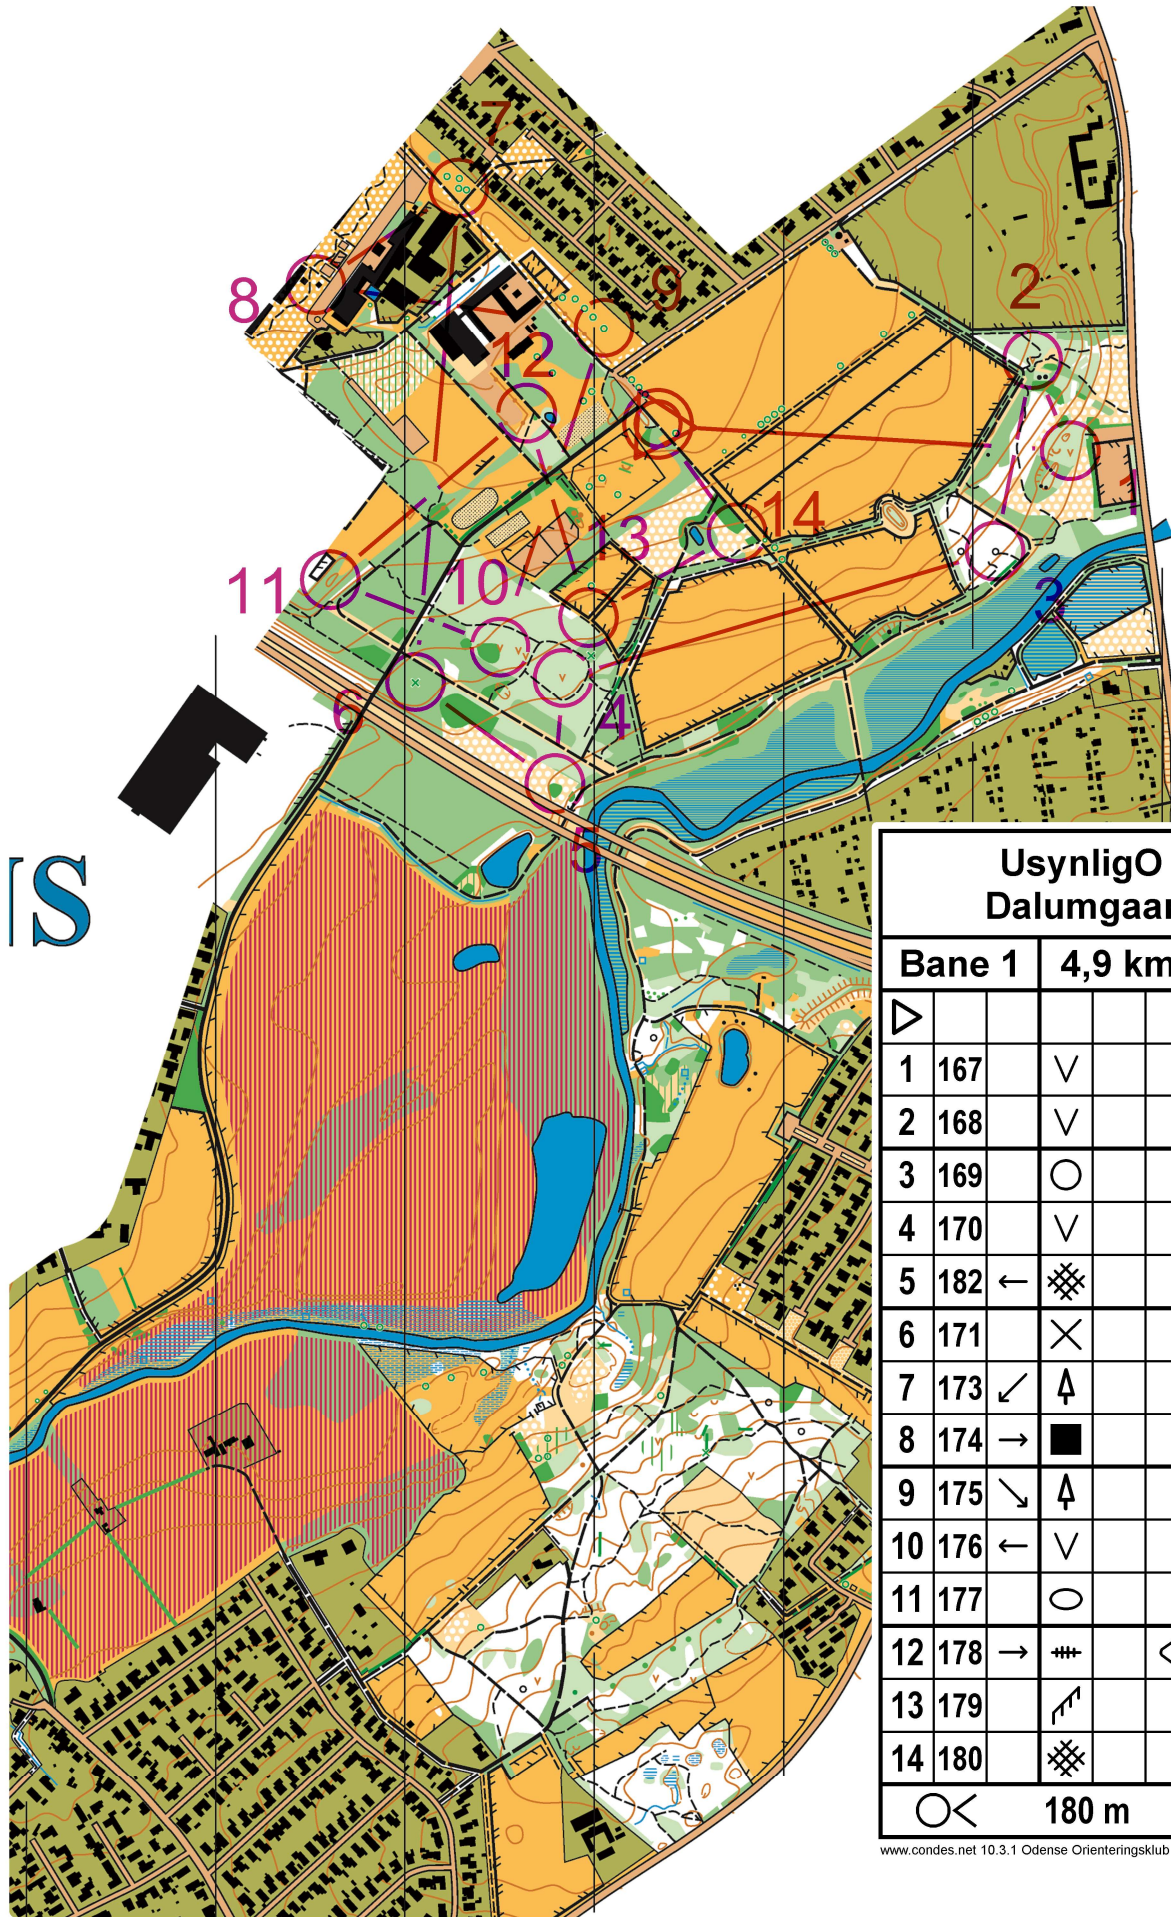 7
8
9
2
12
1
13
14
10
11
3
6
4
5
NS
UsynligO
Dalumgaar
Bane 1 4,9 km
1 167
2 168
3 169
4 170
5 182 ←
6 171
7 173 ↙
8 174 →
9 175 ↘
10 176 ←
11 177
12 178 →
13 179
14 180
180 m
www.condes.net 10.3.1 Odense Orienteringsklub